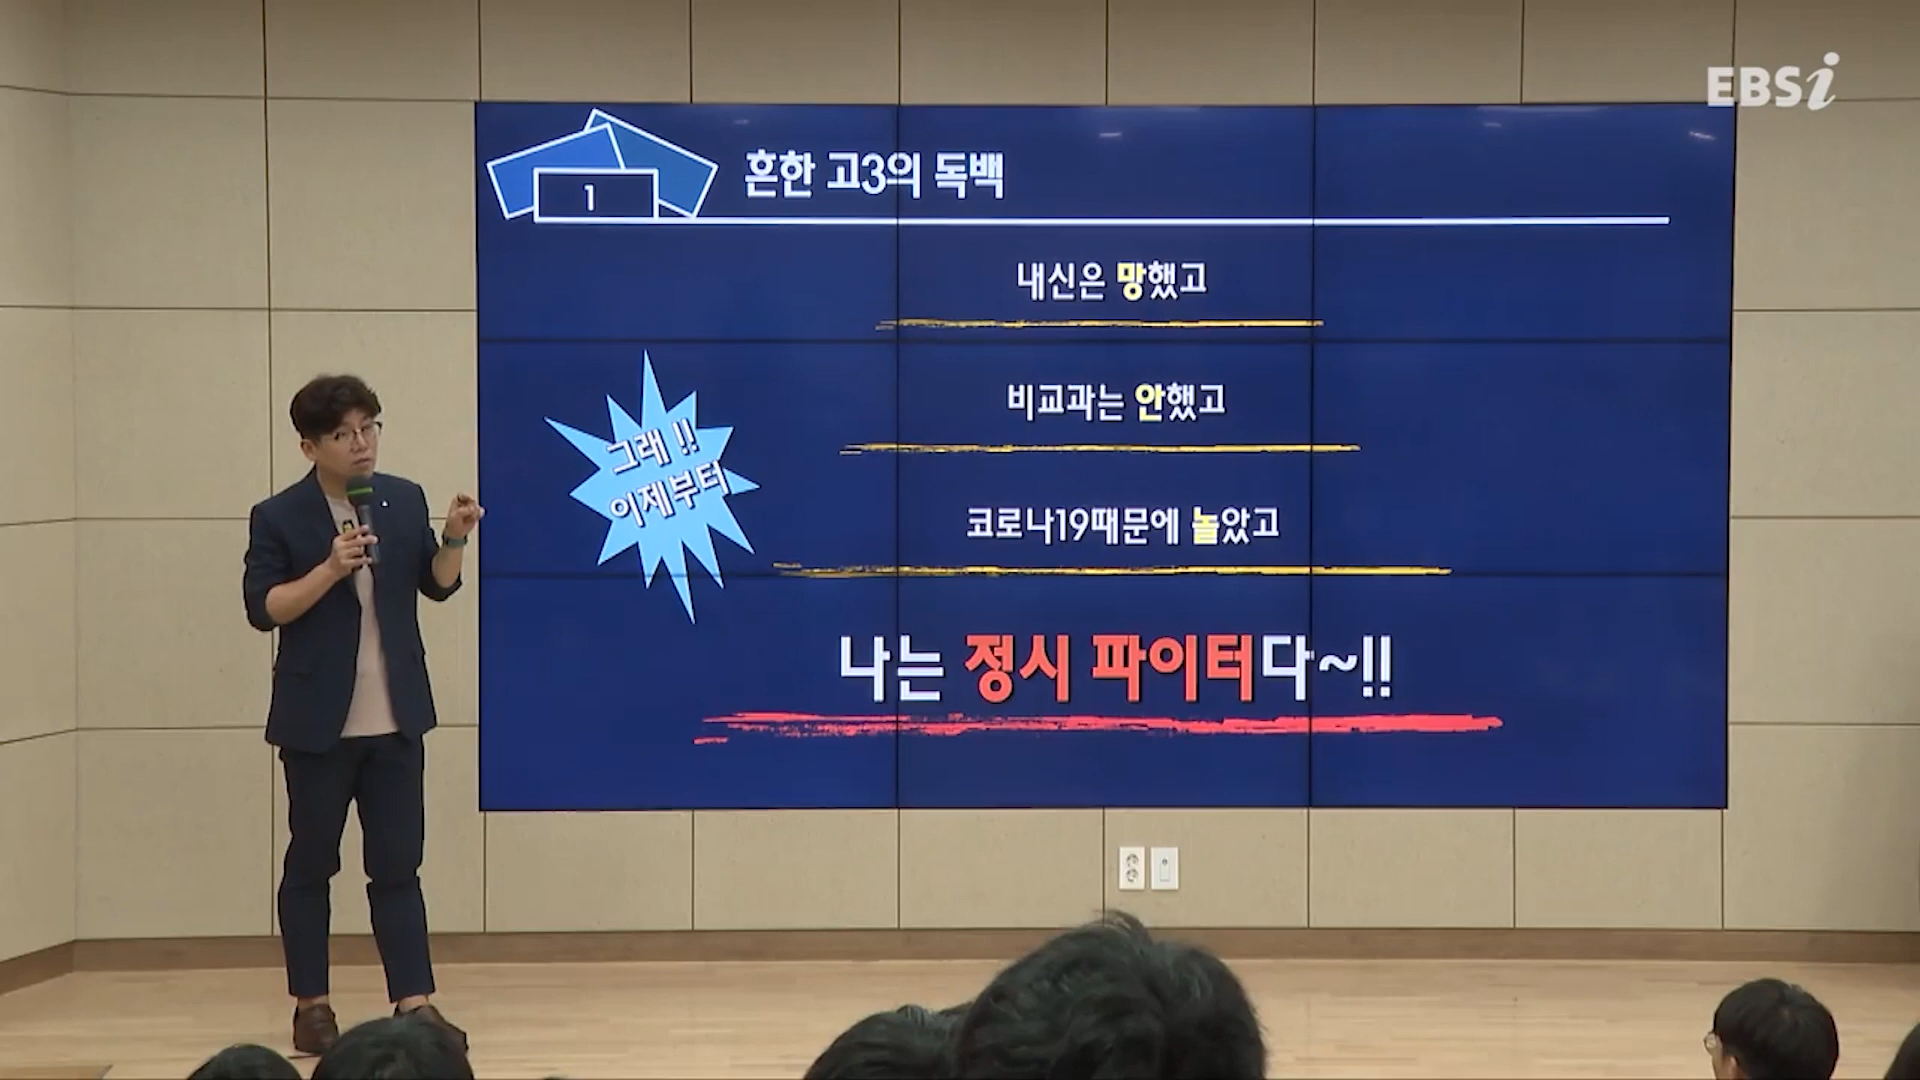 EBSi
1
흔한 고3의 독백
내신은 망했고
비교과는 안했고
코로나19때문에 놀았고
그래 !!
이제부터
나는 정시 파이터다~!!